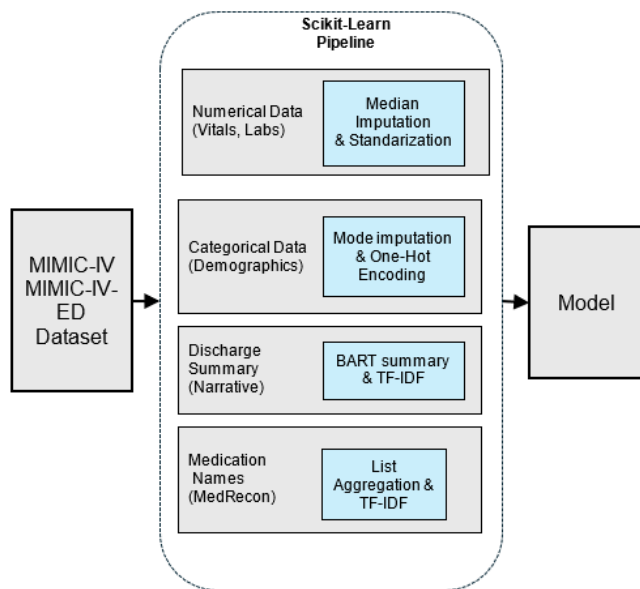 Scikit-Learn
Pipeline
Numerical Data
(Vitals, Labs)
Median
Imputation
& Standarization
MIMIC-IV
MIMIC-IV-
ED
Dataset
Categorical Data
(Demographics)
Mode imputation
& One-Hot
Encoding
Model
Discharge
Summary
(Narrative)
BART summary
& TF-IDF
Medication
Names
(MedRecon)
List
Aggregation &
TF-IDF